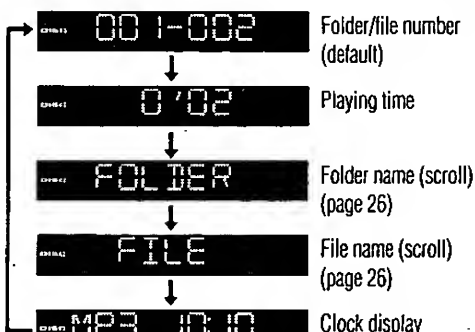 001-002
Folder/file number
(default)
0'02
Playing time
FOLDER
Folder name (scroll)
(page 26)
FILE
File name (scroll)
(page 26)
MP3 10:10
Clock display